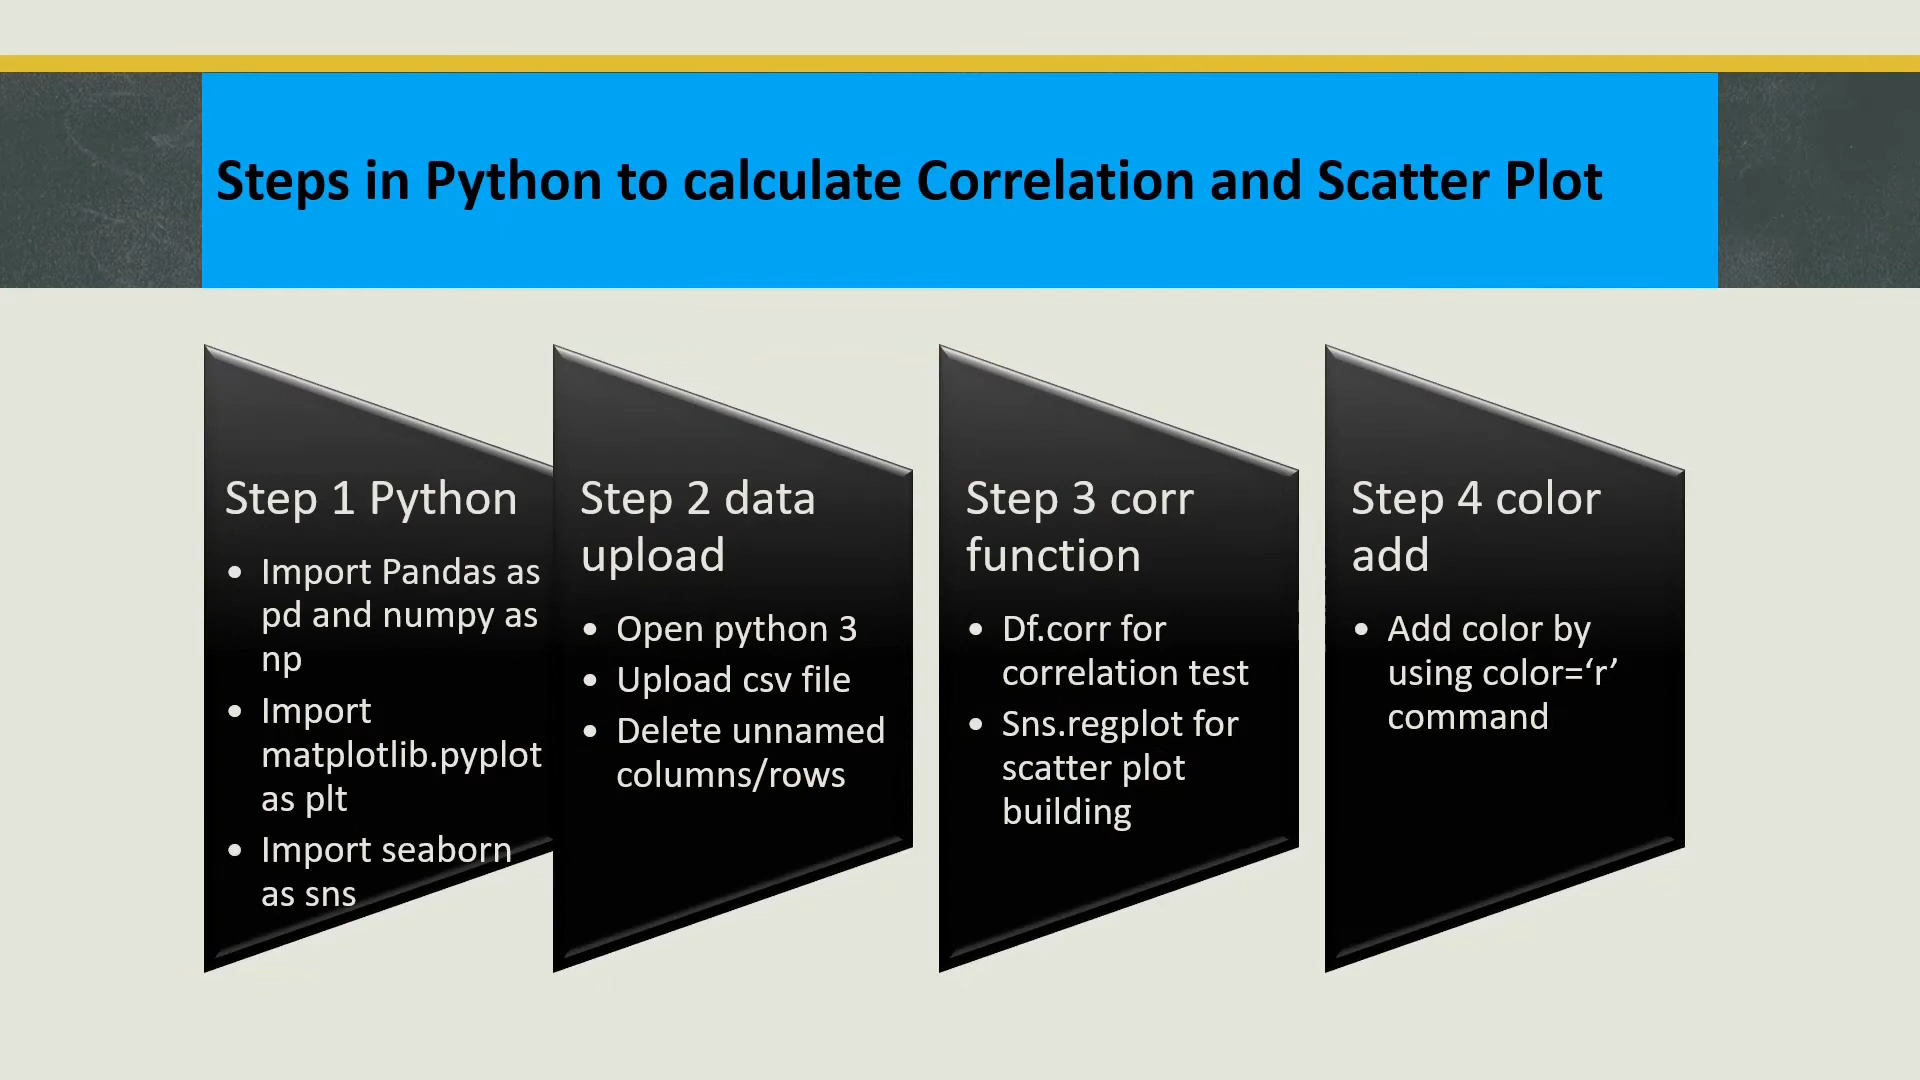 Steps in Python to calculate Correlation and Scatter Plot
Step 1 Python
• Import Pandas as
pd and numpy as
np
• Import
matplotlib.pyplot
as plt
• Import seaborn
as sns
Step 2 data
upload
• Open python 3
• Upload csv file
• Delete unnamed
columns/rows
Step 3 corr
function
• Df.corr for
correlation test
• Sns.regplot for
scatter plot
building
Step 4 color
add
• Add color by
using color=‘r’
command